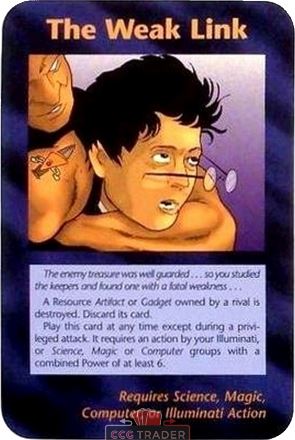 The Weak Link
The enemy treasure was well guarded . . . so you studied
the keepers and found one with a fatal weakness . . .
A Resource Artifact or Gadget owned by a rival is
destroyed. Discard its card.
Play this card at any time except during a privi-
leged attack. It requires an action by your Illuminati,
or Science, Magic or Computer groups with a
combined Power of at least 6.
Requires Science, Magic,
Computer or Illuminati Action
CCG TRADER